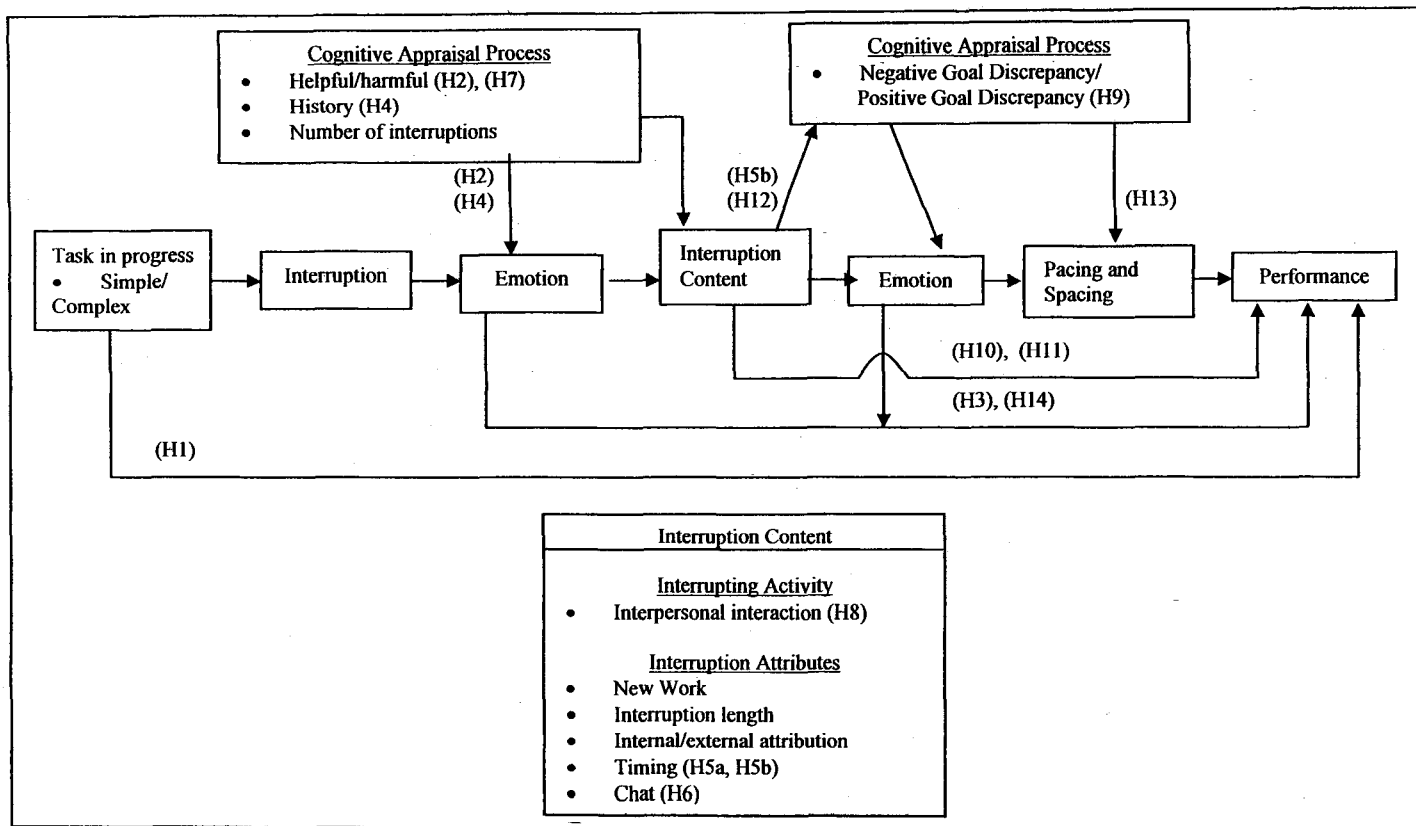 Cognitive Appraisal Process
• Helpful/harmful (H2), (H7)
• History (H4)
• Number of interruptions
Cognitive Appraisal Process
• Negative Goal Discrepancy/
Positive Goal Discrepancy (H9)
(H2)
(H4)
(H5b)
(H12)
(H13)
Task in progress
• Simple/
Complex
Interruption
Emotion
Interruption
Content
Emotion
Pacing and
Spacing
Performance
(H10), (H11)
(H3), (H14)
(H1)
Interruption Content
Interrupting Activity
• Interpersonal interaction (H8)
Interruption Attributes
• New Work
• Interruption length
• Internal/external attribution
• Timing (H5a, H5b)
• Chat (H6)